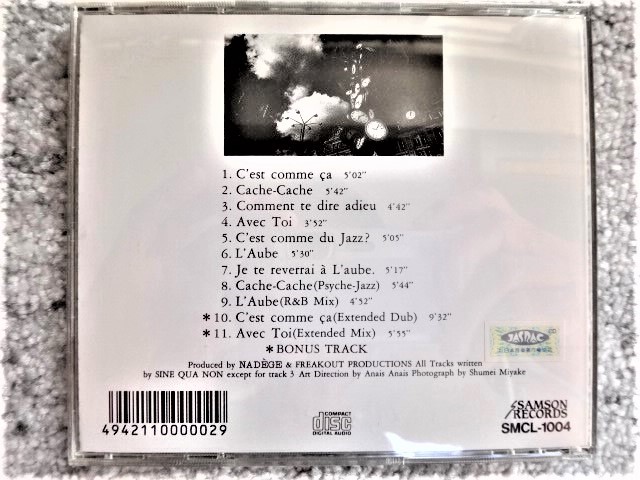 1. C'est comme ça 5'02"
2. Cache-Cache 5'42"
3. Comment te dire adieu 4'42"
4. Avec Toi 3'52"
5. C'est comme du Jazz? 5'05"
6. L'Aube 5'30"
7. Je te reverrai à L'aube. 5'17"
8. Cache-Cache(Psyche-Jazz) 5'44"
9. L'Aube(R&B Mix) 4'52"
*10. C'est comme ça(Extended Dub) 9'32"
*11. Avec Toi(Extended Mix) 5'55"
*BONUS TRACK
Produced by NADÈGE & FREAKOUT PRODUCTIONS All Tracks written
by SINE QUA NON except for track 3 Art Direction by Anais Anais Photograph by Shumei Miyake
JASRAC
4942110000029
COMPACT
disc
DIGITAL AUDIO
SAMSON
RECORDS
SMCL-1004